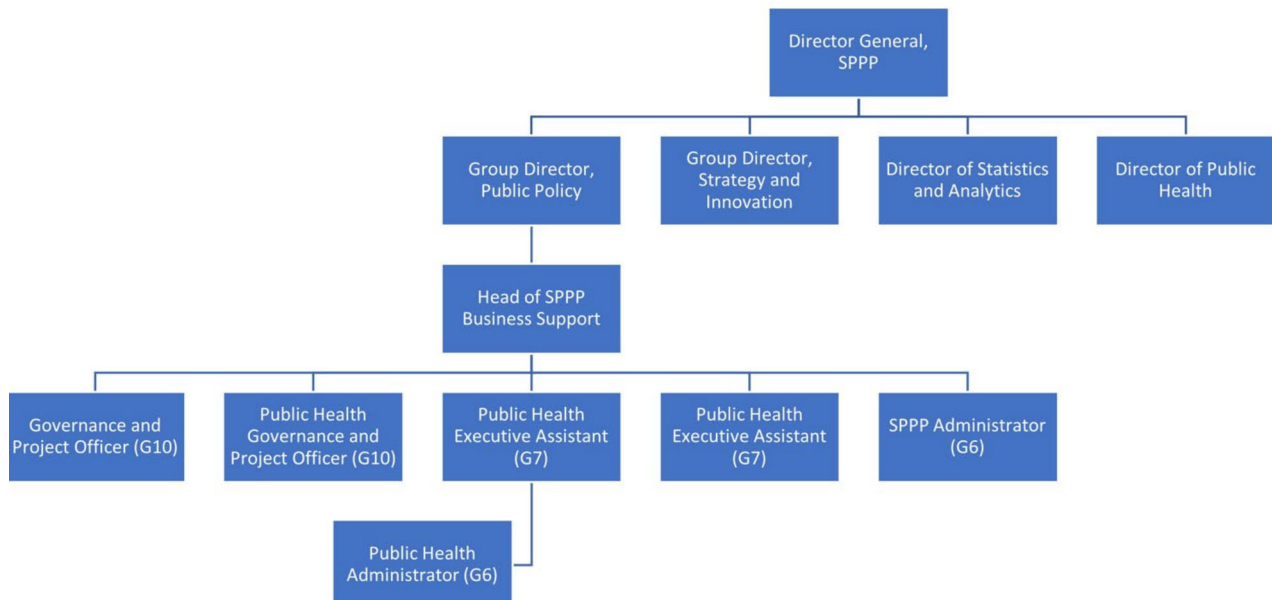 Director General,
SPPP
Group Director,
Public Policy
Group Director,
Strategy and
Innovation
Director of Statistics
and Analytics
Director of Public
Health
Head of SPPP
Business Support
Governance and
Project Officer (G10)
Public Health
Governance and
Project Officer (G10)
Public Health
Executive Assistant
(G7)
Public Health
Executive Assistant
(G7)
SPPP Administrator
(G6)
Public Health
Administrator (G6)